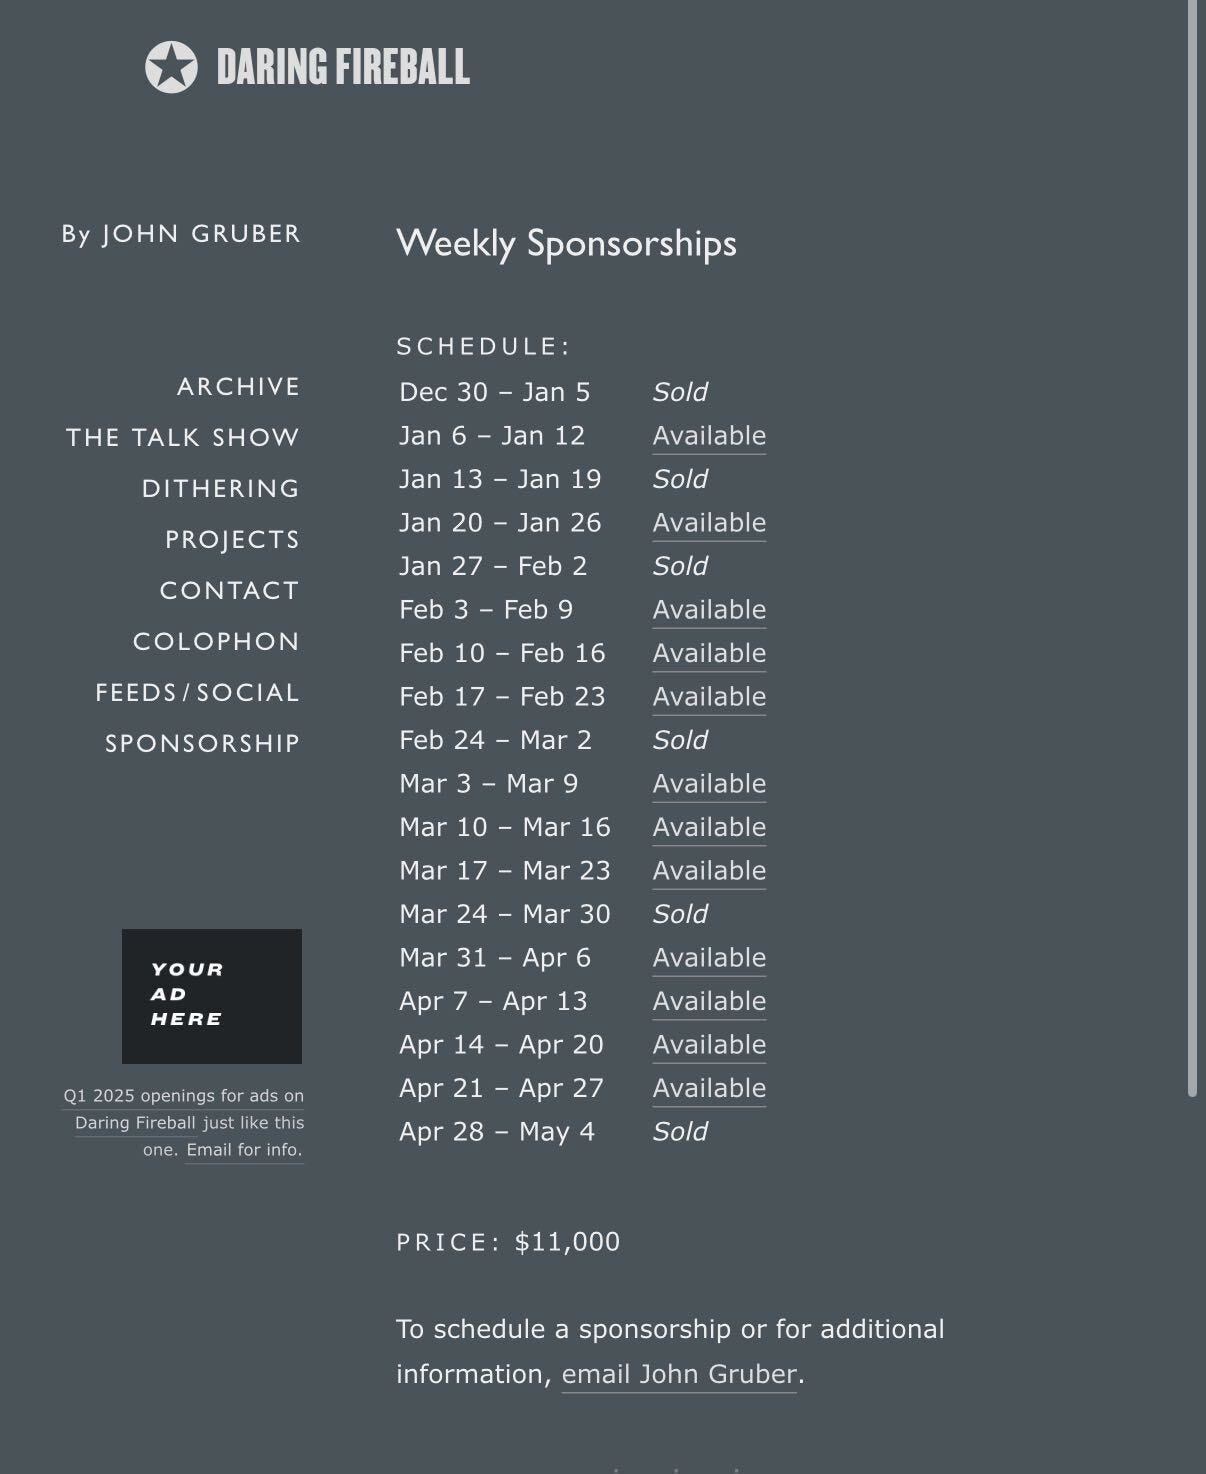 DARING FIREBALL
By JOHN GRUBER
ARCHIVE
THE TALK SHOW
DITHERING
PROJECTS
CONTACT
COLOPHON
FEEDS / SOCIAL
SPONSORSHIP
YOUR
AD
HERE
Q1 2025 openings for ads on
Daring Fireball just like this
one. Email for info.
Weekly Sponsorships
SCHEDULE:
Dec 30 – Jan 5 Sold
Jan 6 – Jan 12 Available
Jan 13 – Jan 19 Sold
Jan 20 – Jan 26 Available
Jan 27 – Feb 2 Sold
Feb 3 – Feb 9 Available
Feb 10 – Feb 16 Available
Feb 17 – Feb 23 Available
Feb 24 – Mar 2 Sold
Mar 3 – Mar 9 Available
Mar 10 – Mar 16 Available
Mar 17 – Mar 23 Available
Mar 24 – Mar 30 Sold
Mar 31 – Apr 6 Available
Apr 7 – Apr 13 Available
Apr 14 – Apr 20 Available
Apr 21 – Apr 27 Available
Apr 28 – May 4 Sold
PRICE: $11,000
To schedule a sponsorship or for additional
information, email John Gruber.